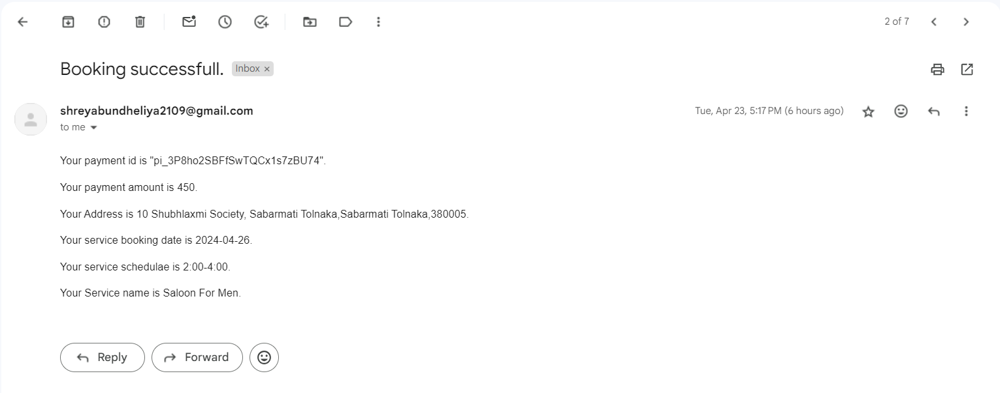 2 of 7
Booking successfull. Inbox ×
shreyabundheliya2109@gmail.com Tue, Apr 23, 5:17 PM (6 hours ago)
to me
Your payment id is "pi_3P8ho2SBFfSwTQCx1s7zBU74".
Your payment amount is 450.
Your Address is 10 Shubhlaxmi Society, Sabarmati Tolnaka,Sabarmati Tolnaka,380005.
Your service booking date is 2024-04-26.
Your service schedulae is 2:00-4:00.
Your Service name is Saloon For Men.
Reply Forward